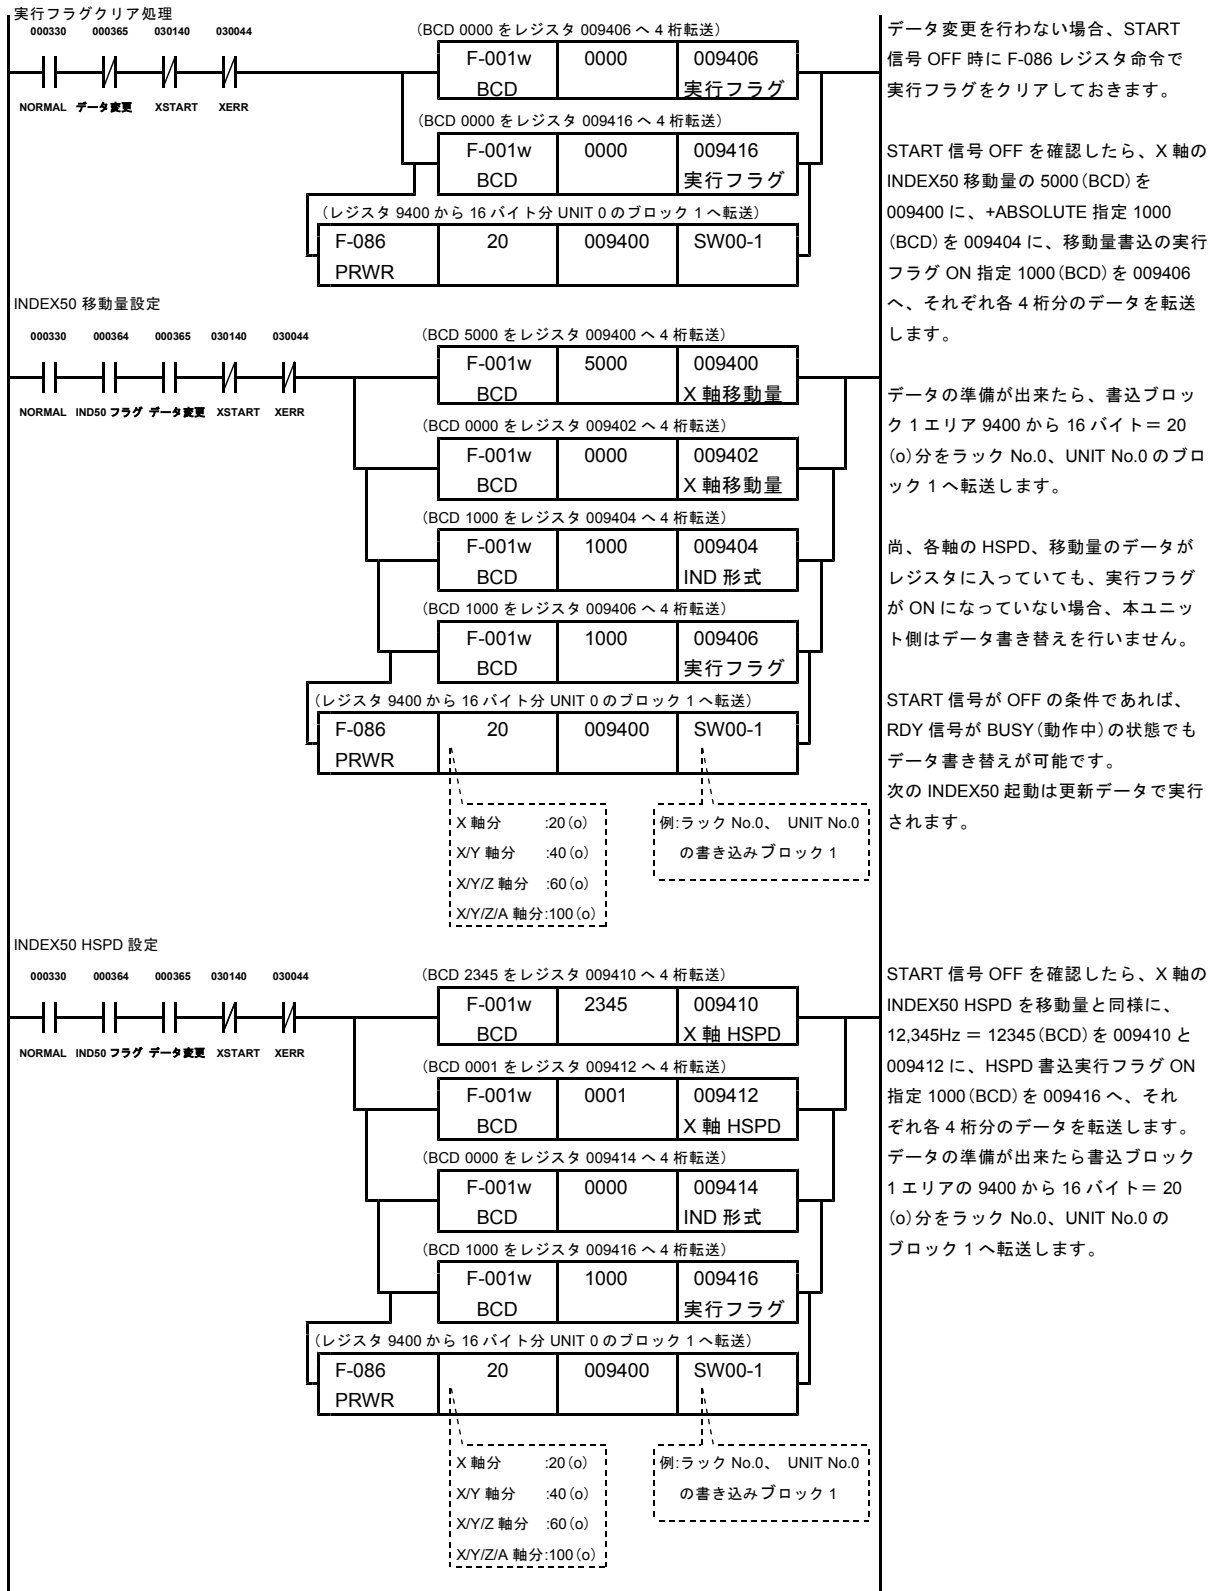 実行フラグクリア処理
000330 000365 030140 030044
NORMAL データ変更 XSTART XERR
(BCD 0000 をレジスタ 009406 へ 4 桁転送)
F-001w 0000 009406
BCD 実行フラグ
(BCD 0000 をレジスタ 009416 へ 4 桁転送)
F-001w 0000 009416
BCD 実行フラグ
(レジスタ 9400 から 16 バイト分 UNIT 0 のブロック 1 へ転送)
F-086 20 009400 SW00-1
PRWR
データ変更を行わない場合、START
信号 OFF 時に F-086 レジスタ命令で
実行フラグをクリアしておきます。
START 信号 OFF を確認したら、X 軸の
INDEX50 移動量の 5000(BCD)を
009400 に、+ABSOLUTE 指定 1000
(BCD)を 009404 に、移動量書込の実行
フラグ ON 指定 1000(BCD)を 009406
へ、それぞれ各 4 桁分のデータを転送
します。
データの準備が出来たら、書込ブロッ
ク 1 エリア 9400 から 16 バイト= 20
(o)分をラック No.0、UNIT No.0 のブロ
ック 1 へ転送します。
尚、各軸の HSPD、移動量のデータが
レジスタに入っていても、実行フラグ
が ON になっていない場合、本ユニッ
ト側はデータ書き替えを行いません。
START 信号が OFF の条件であれば、
RDY 信号が BUSY(動作中)の状態でも
データ書き替えが可能です。
次の INDEX50 起動は更新データで実行
されます。
INDEX50 移動量設定
000330 000364 000365 030140 030044
NORMAL IND50 フラグ データ変更 XSTART XERR
(BCD 5000 をレジスタ 009400 へ 4 桁転送)
F-001w 5000 009400
BCD X 軸移動量
(BCD 0000 をレジスタ 009402 へ 4 桁転送)
F-001w 0000 009402
BCD X 軸移動量
(BCD 1000 をレジスタ 009404 へ 4 桁転送)
F-001w 1000 009404
BCD IND 形式
(BCD 1000 をレジスタ 009406 へ 4 桁転送)
F-001w 1000 009406
BCD 実行フラグ
(レジスタ 9400 から 16 バイト分 UNIT 0 のブロック 1 へ転送)
F-086 20 009400 SW00-1
PRWR
X 軸分 :20(o)
X/Y 軸分 :40(o)
X/Y/Z 軸分 :60(o)
X/Y/Z/A 軸分:100(o)
例:ラック No.0、 UNIT No.0
の書き込みブロック 1
INDEX50 HSPD 設定
000330 000364 000365 030140 030044
NORMAL IND50 フラグ データ変更 XSTART XERR
(BCD 2345 をレジスタ 009410 へ 4 桁転送)
F-001w 2345 009410
BCD X 軸 HSPD
(BCD 0001 をレジスタ 009412 へ 4 桁転送)
F-001w 0001 009412
BCD X 軸 HSPD
(BCD 0000 をレジスタ 009414 へ 4 桁転送)
F-001w 0000 009414
BCD IND 形式
(BCD 1000 をレジスタ 009416 へ 4 桁転送)
F-001w 1000 009416
BCD 実行フラグ
(レジスタ 9400 から 16 バイト分 UNIT 0 のブロック 1 へ転送)
F-086 20 009400 SW00-1
PRWR
X 軸分 :20(o)
X/Y 軸分 :40(o)
X/Y/Z 軸分 :60(o)
X/Y/Z/A 軸分:100(o)
例:ラック No.0、 UNIT No.0
の書き込みブロック 1
START 信号 OFF を確認したら、X 軸の
INDEX50 HSPD を移動量と同様に、
12,345Hz = 12345(BCD)を 009410 と
009412 に、HSPD 書込実行フラグ ON
指定 1000(BCD)を 009416 へ、それ
ぞれ各 4 桁分のデータを転送します。
データの準備が出来たら書込ブロック
1 エリアの 9400 から 16 バイト= 20
(o)分をラック No.0、UNIT No.0 の
ブロック 1 へ転送します。